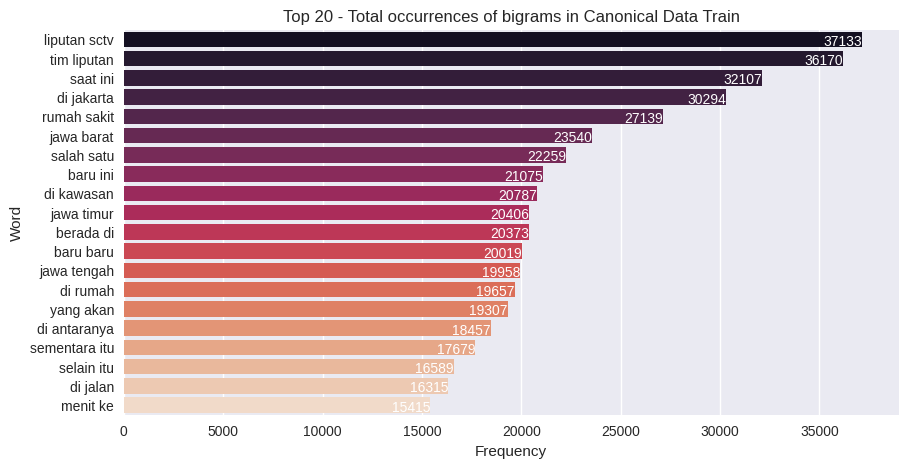 Top 20 - Total occurrences of bigrams in Canonical Data Train
Word
liputan sctv 37133
tim liputan 36170
saat ini 32107
di jakarta 30294
rumah sakit 27139
jawa barat 23540
salah satu 22259
baru ini 21075
di kawasan 20787
jawa timur 20406
berada di 20373
baru baru 20019
jawa tengah 19958
di rumah 19657
yang akan 19307
di antaranya 18457
sementara itu 17679
selain itu 16589
di jalan 16315
menit ke 15415
0 5000 10000 15000 20000 25000 30000 35000
Frequency